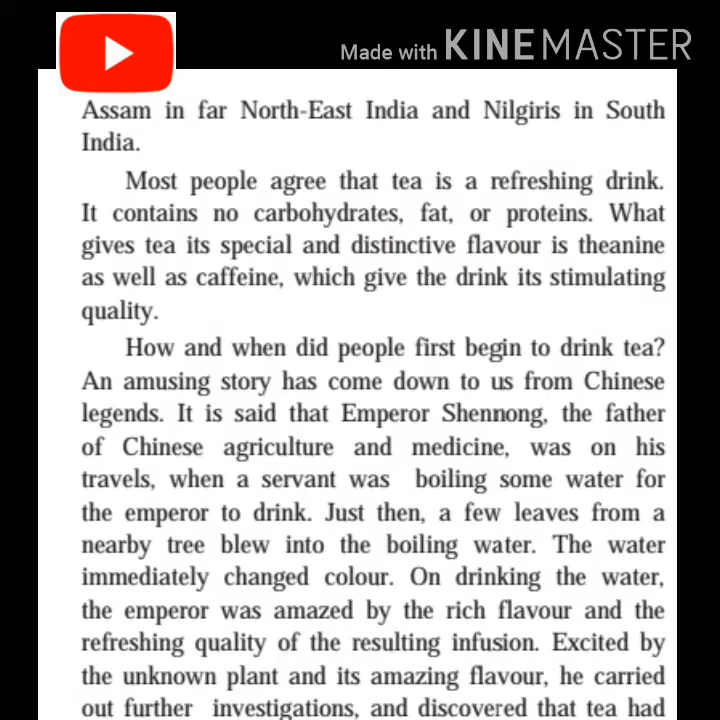 Made with KINEMASTER
Assam in far North-East India and Nilgiris in South
India.
Most people agree that tea is a refreshing drink.
It contains no carbohydrates, fat, or proteins. What
gives tea its special and distinctive flavour is theanine
as well as caffeine, which give the drink its stimulating
quality.
How and when did people first begin to drink tea?
An amusing story has come down to us from Chinese
legends. It is said that Emperor Shennong, the father
of Chinese agriculture and medicine, was on his
travels, when a servant was boiling some water for
the emperor to drink. Just then, a few leaves from a
nearby tree blew into the boiling water. The water
immediately changed colour. On drinking the water,
the emperor was amazed by the rich flavour and the
refreshing quality of the resulting infusion. Excited by
the unknown plant and its amazing flavour, he carried
out further investigations, and discovered that tea had